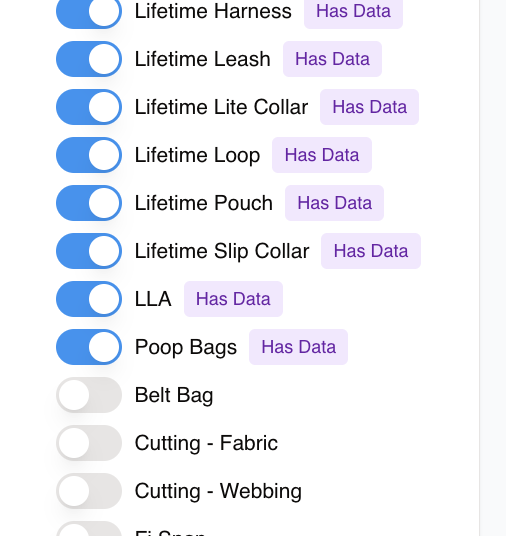 Lifetime Harness Has Data
Lifetime Leash Has Data
Lifetime Lite Collar Has Data
Lifetime Loop Has Data
Lifetime Pouch Has Data
Lifetime Slip Collar Has Data
LLA Has Data
Poop Bags Has Data
Belt Bag
Cutting - Fabric
Cutting - Webbing